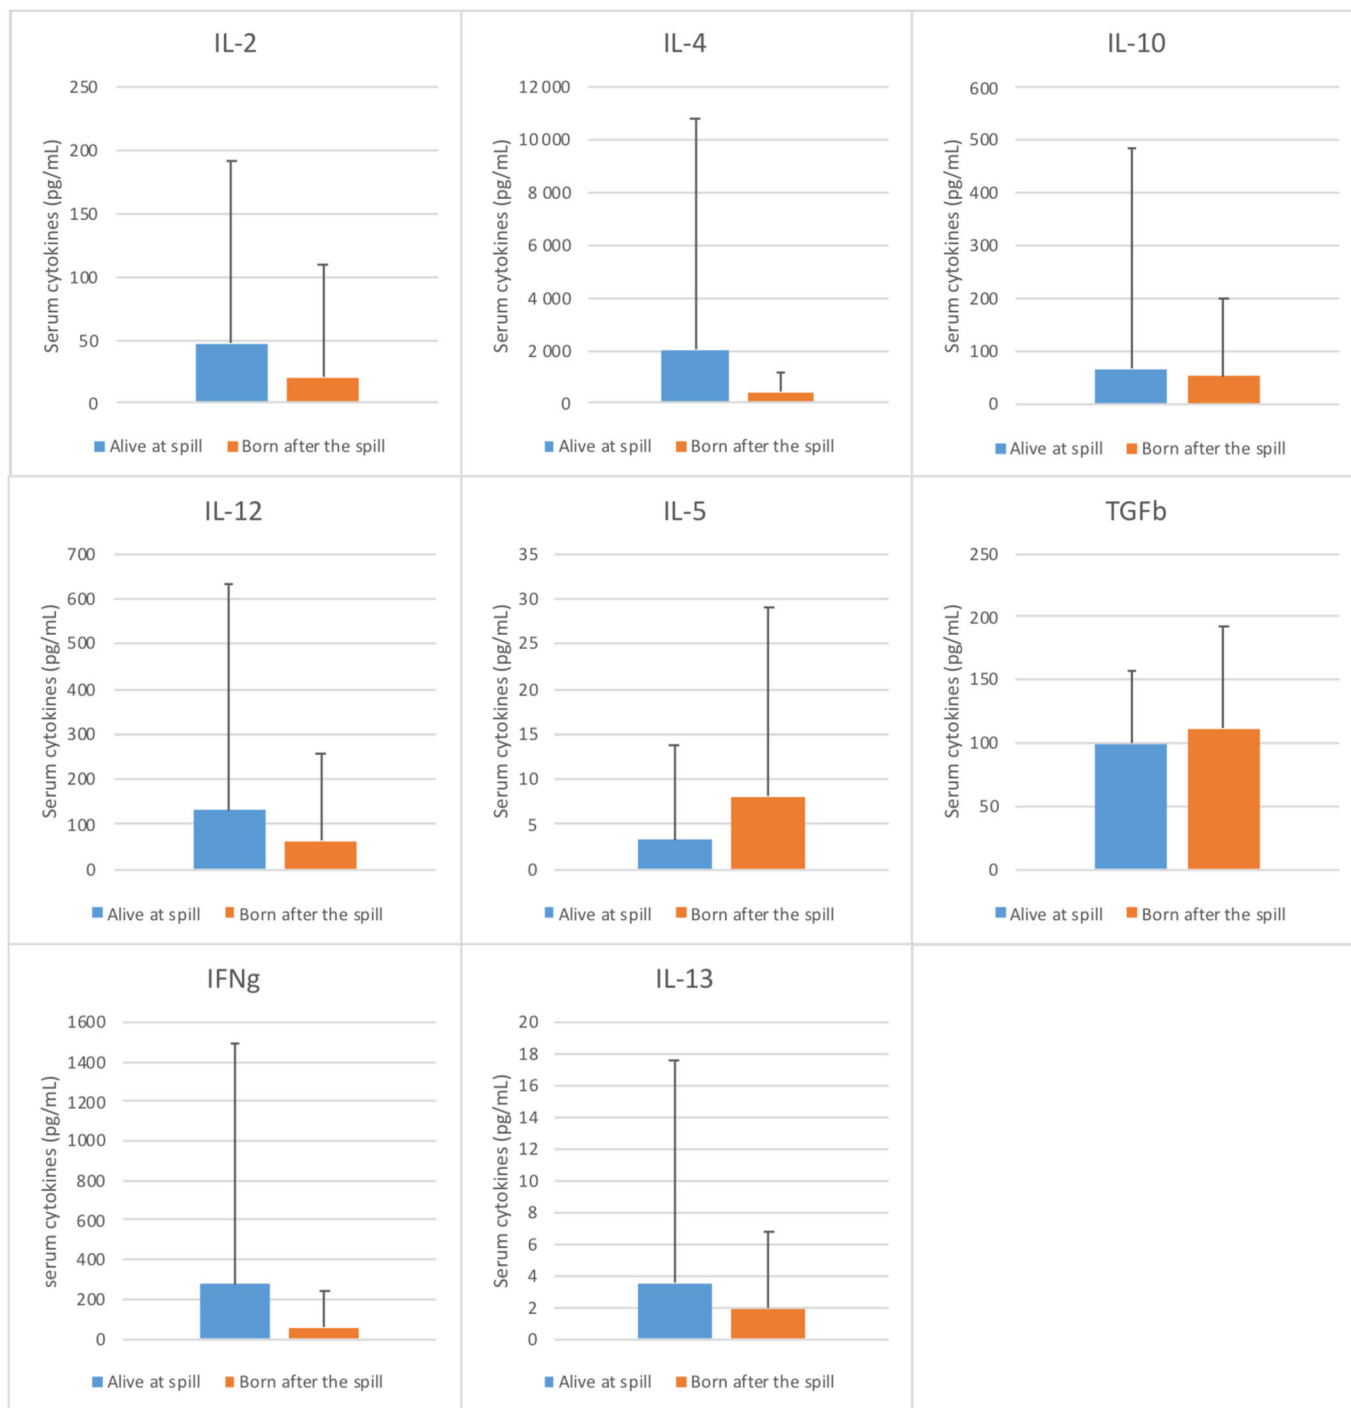 IL-2
Serum cytokines (pg/mL)
250
200
150
100
50
0
Alive at spill Born after the spill
IL-4
Serum cytokines (pg/mL)
12 000
10 000
8 000
6 000
4 000
2 000
0
Alive at spill Born after the spill
IL-10
Serum cytokines (pg/mL)
600
500
400
300
200
100
0
Alive at spill Born after the spill
IL-12
Serum cytokines (pg/mL)
700
600
500
400
300
200
100
0
Alive at spill Born after the spill
IL-5
Serum cytokines (pg/mL)
35
30
25
20
15
10
5
0
Alive at spill Born after the spill
TGFb
Serum cytokines (pg/mL)
250
200
150
100
50
0
Alive at spill Born after the spill
IFNg
serum cytokines (pg/mL)
1600
1400
1200
1000
800
600
400
200
0
Alive at spill Born after the spill
IL-13
Serum cytokines (pg/mL)
20
18
16
14
12
10
8
6
4
2
0
Alive at spill Born after the spill